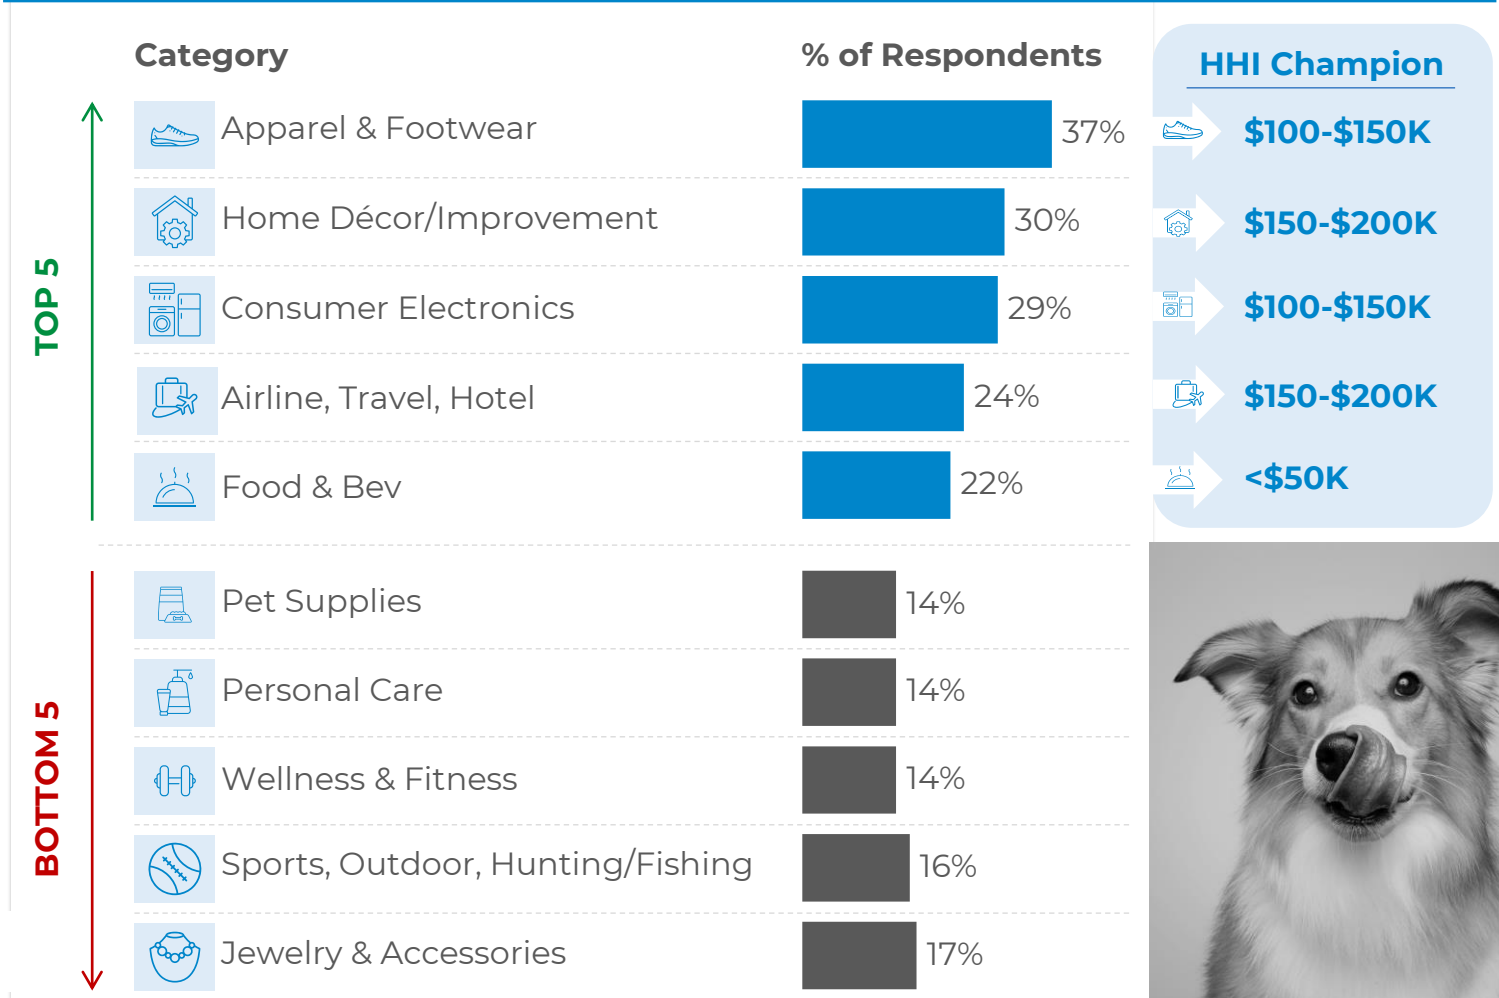 Category
% of Respondents
HHI Champion
TOP 5
Apparel & Footwear
37%
$100-$150K
Home Décor/Improvement
30%
$150-$200K
Consumer Electronics
29%
$100-$150K
Airline, Travel, Hotel
24%
$150-$200K
Food & Bev
22%
<$50K
BOTTOM 5
Pet Supplies
14%
Personal Care
14%
Wellness & Fitness
14%
Sports, Outdoor, Hunting/Fishing
16%
Jewelry & Accessories
17%